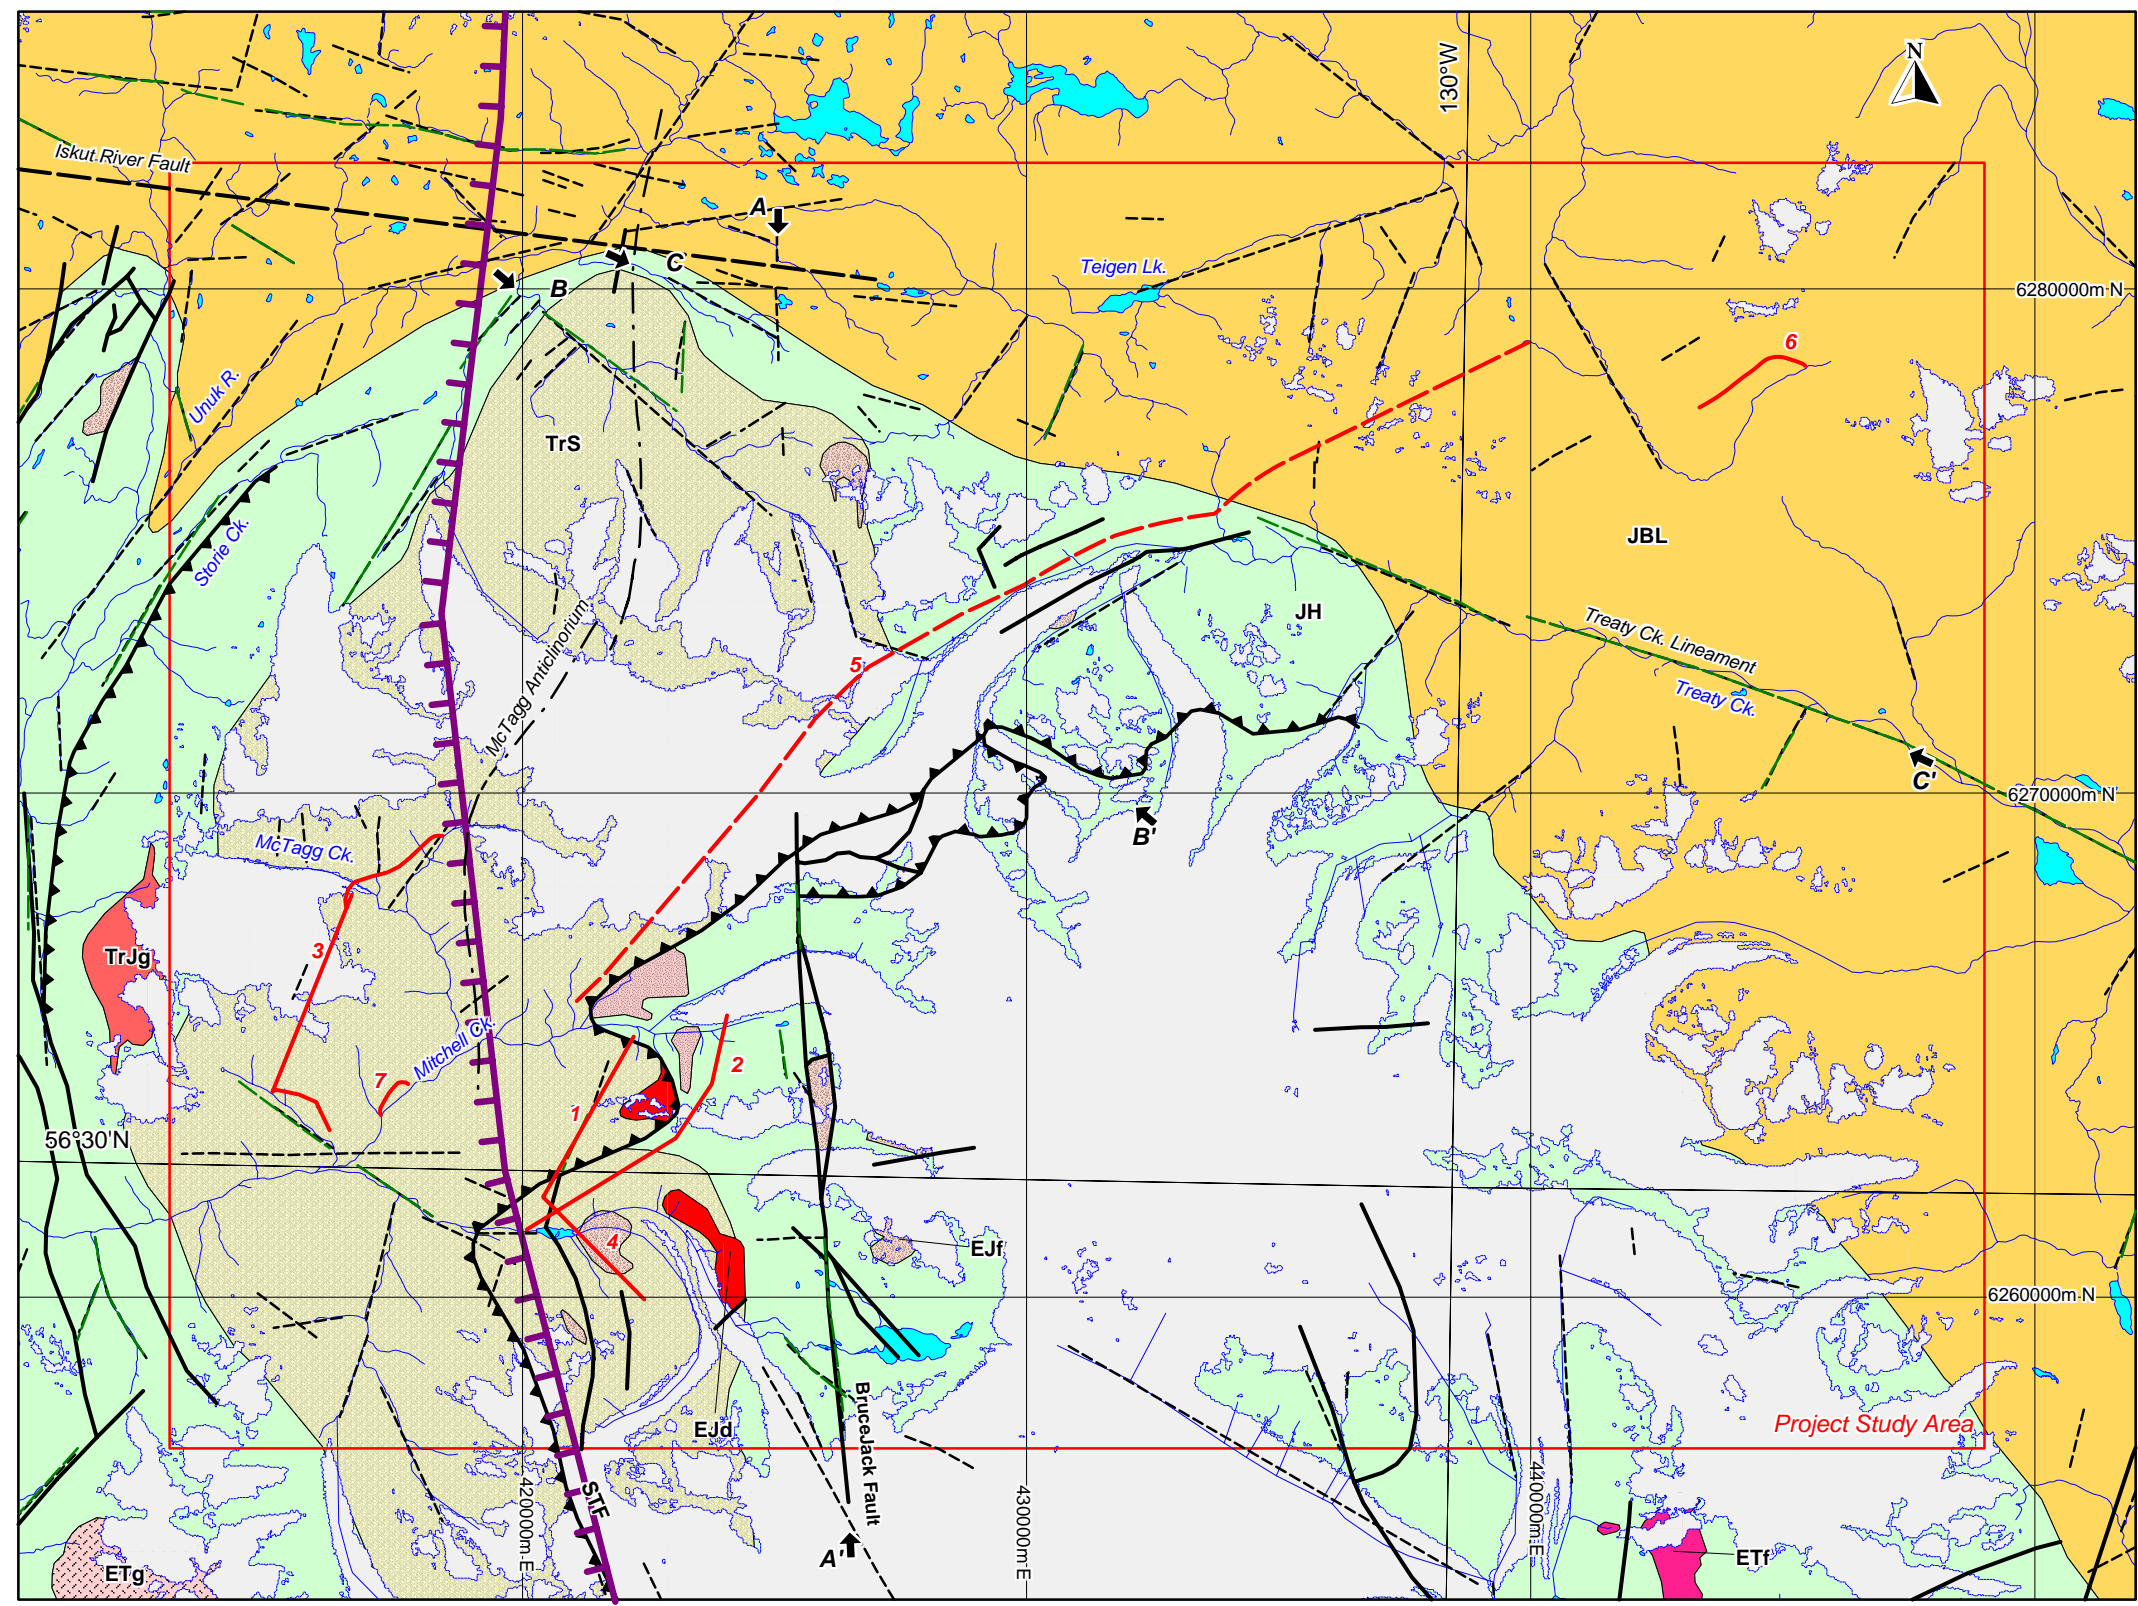 N
130°W
Iskut River Fault
A
C
B
Teigen Lk.
6280000m N
6
Unuk R.
TrS
JBL
Storie Ck.
JH
Treaty Ck. Lineament
McTagg Anticlinorium
5
Treaty Ck.
C'
6270000m N
B'
McTagg Ck.
3
TrJg
Mitchell Ck.
7
2
1
56°30'N
4
EJf
6260000m N
BruceJack Fault
Project Study Area
EJd
STF
420000m E
430000m E
440000m E
A'
ETf
ETg